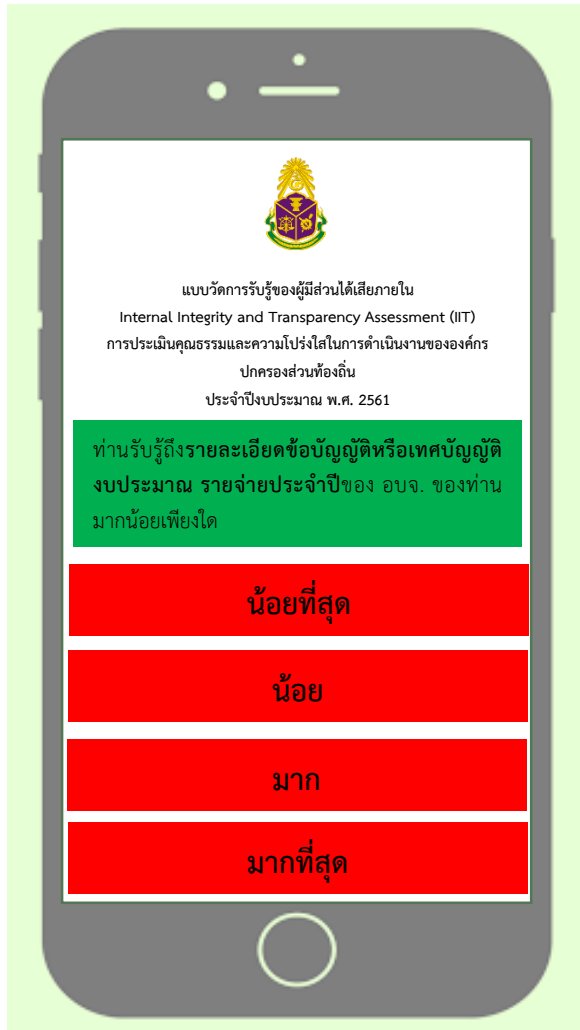 แบบวัดการรับรู้ของผู้มีส่วนได้เสียภายใน
Internal Integrity and Transparency Assessment (IIT)
การประเมินคุณธรรมและความโปร่งใสในการดำเนินงานขององค์กร
ปกครองส่วนท้องถิ่น
ประจำปีงบประมาณ พ.ศ. 2561
ท่านรับรู้ถึงรายละเอียดข้อบัญญัติหรือเทศบัญญัติ
งบประมาณ รายจ่ายประจำปีของ อบจ. ของท่าน
มากน้อยเพียงใด
น้อยที่สุด
น้อย
มาก
มากที่สุด